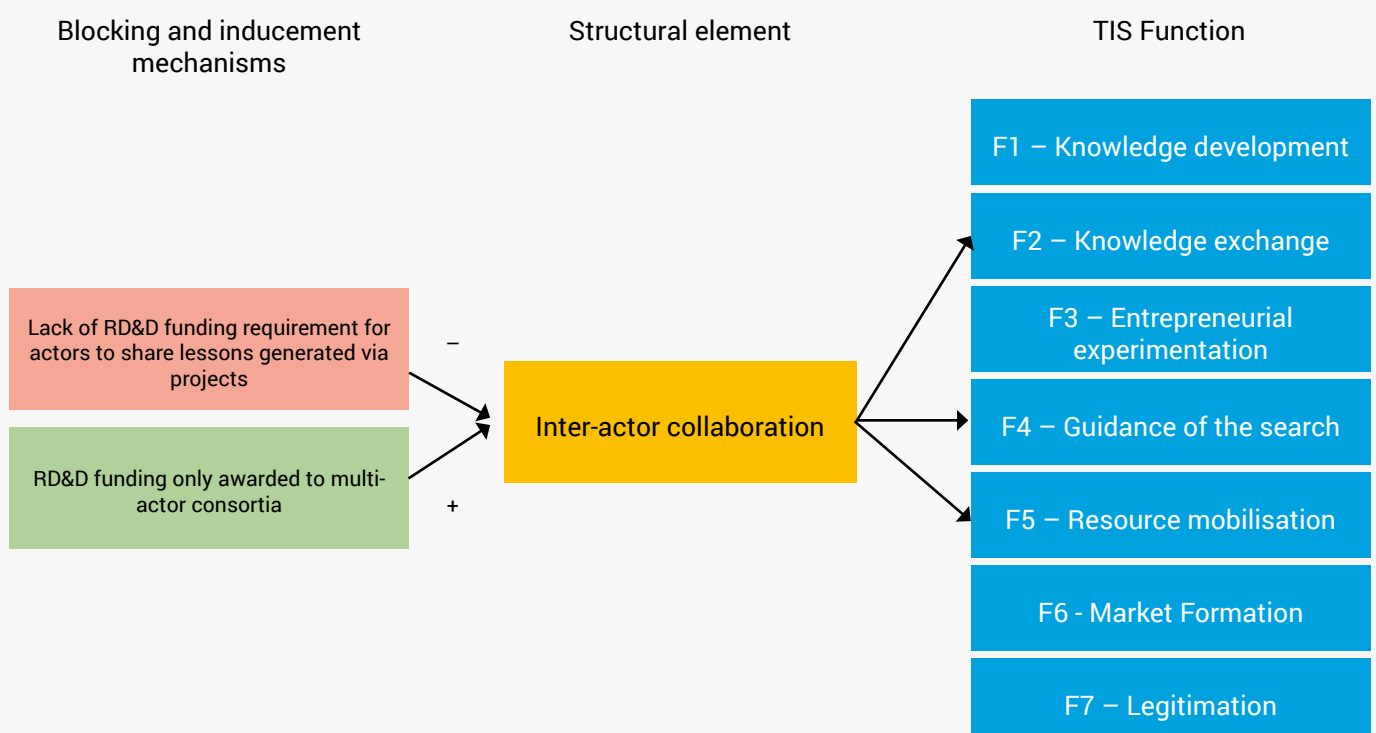 Blocking and inducement
mechanisms
Structural element
TIS Function
Lack of RD&D funding requirement for
actors to share lessons generated via
projects
–
RD&D funding only awarded to multi-
actor consortia
+
Inter-actor collaboration
F1 – Knowledge development
F2 – Knowledge exchange
F3 – Entrepreneurial
experimentation
F4 – Guidance of the search
F5 – Resource mobilisation
F6 - Market Formation
F7 – Legitimation